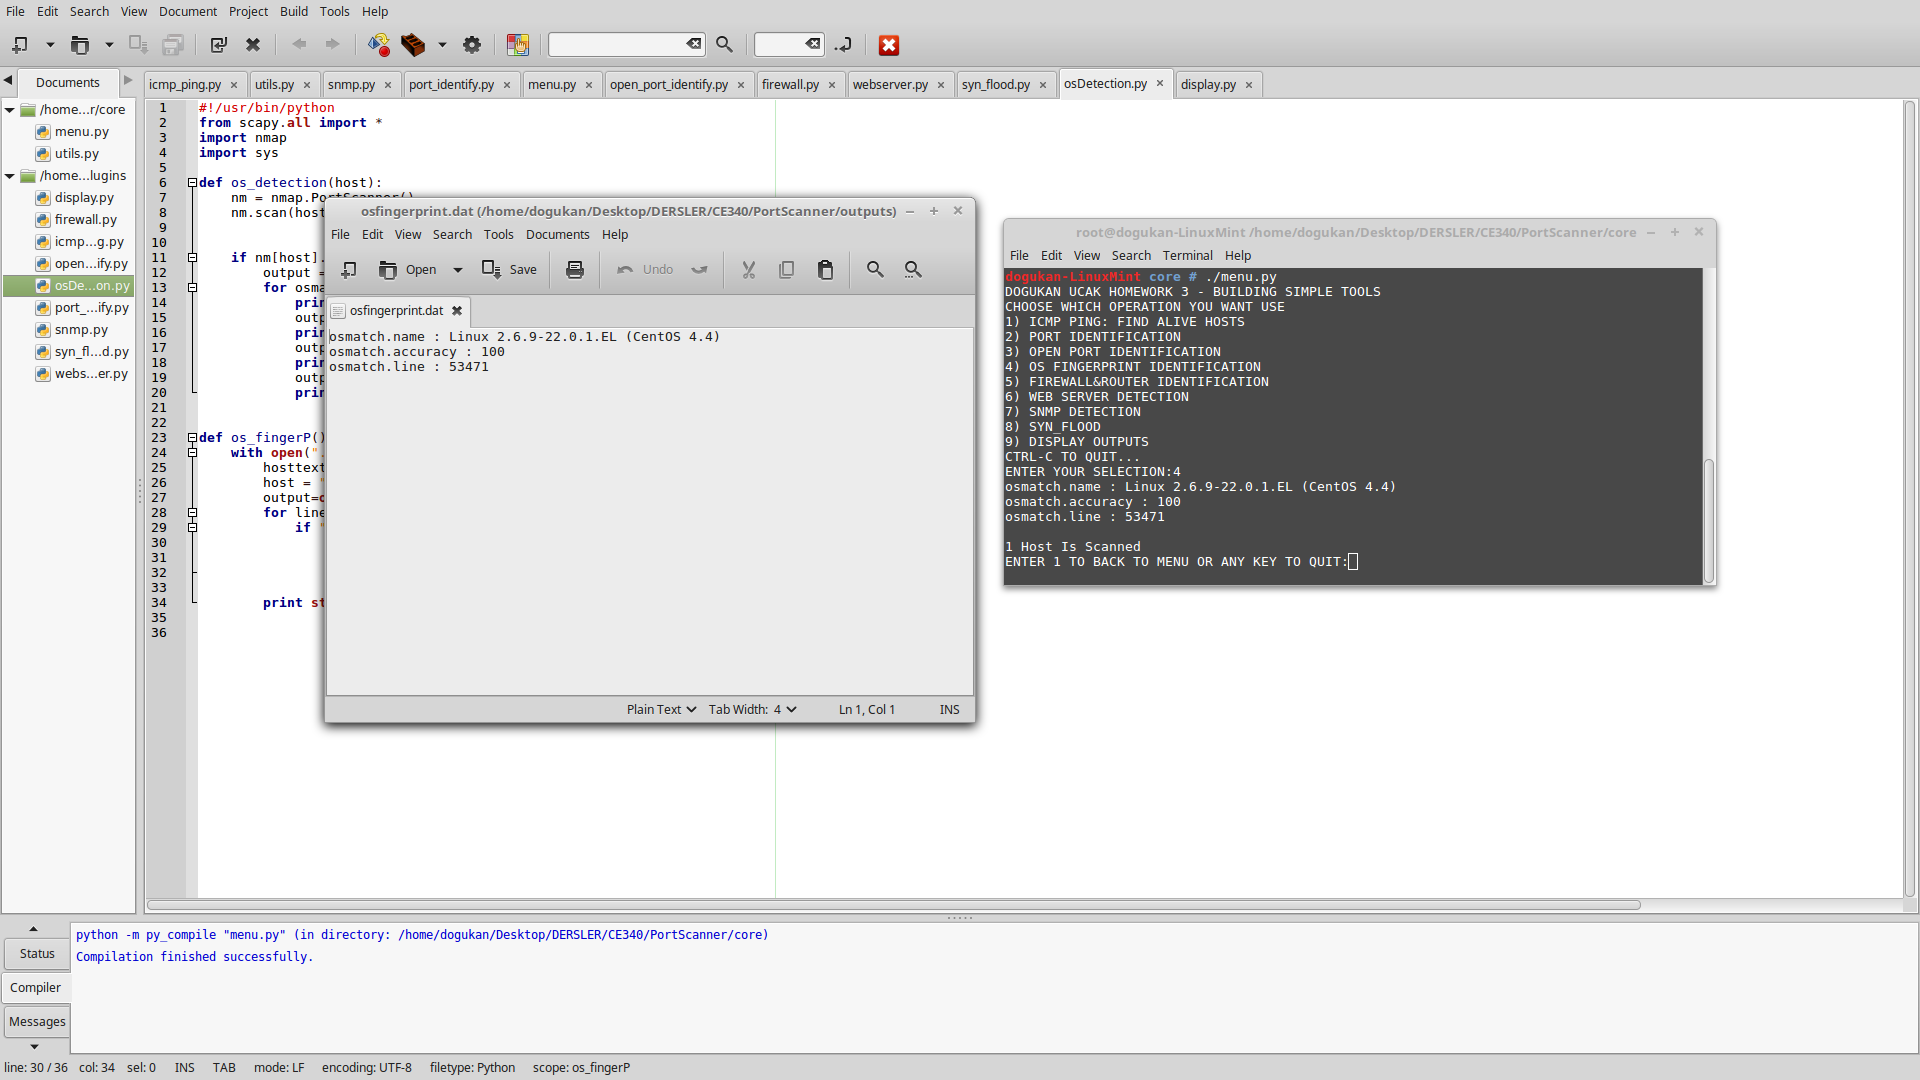 File Edit Search View Document Project Build Tools Help
Documents
icmp_ping.py utils.py snmp.py port_identify.py menu.py open_port_identify.py firewall.py webserver.py syn_flood.py osDetection.py display.py
/home...r/core
menu.py
utils.py
/home...lugins
display.py
firewall.py
icmp...g.py
open...ify.py
osDe...on.py
port_...ify.py
snmp.py
syn_fl...d.py
webs...er.py
1 #!/usr/bin/python
2 from scapy.all import *
3 import nmap
4 import sys
5
6 def os_detection(host):
7 nm = nmap.PortScanner()
8 nm.scan(host
9
10
11 if nm[host].
12 output =
13 for osma
14 prin
15 outp
16 prin
17 outp
18 prin
19 outp
20 prin
21
22
23 def os_fingerP()
24 with open(".
25 hosttext
26 host = "
27 output=o
28 for line
29 if "
30
31
32
33
34 print st
35
36
osfingerprint.dat (/home/dogukan/Desktop/DERSLER/CE340/PortScanner/outputs)
File Edit View Search Tools Documents Help
Open Save Undo
osfingerprint.dat
osmatch.name : Linux 2.6.9-22.0.1.EL (CentOS 4.4)
osmatch.accuracy : 100
osmatch.line : 53471
Plain Text Tab Width: 4 Ln 1, Col 1 INS
root@dogukan-LinuxMint /home/dogukan/Desktop/DERSLER/CE340/PortScanner/core
File Edit View Search Terminal Help
dogukan-LinuxMint core # ./menu.py
DOGUKAN UCAK HOMEWORK 3 - BUILDING SIMPLE TOOLS
CHOOSE WHICH OPERATION YOU WANT USE
1) ICMP PING: FIND ALIVE HOSTS
2) PORT IDENTIFICATION
3) OPEN PORT IDENTIFICATION
4) OS FINGERPRINT IDENTIFICATION
5) FIREWALL&ROUTER IDENTIFICATION
6) WEB SERVER DETECTION
7) SNMP DETECTION
8) SYN_FLOOD
9) DISPLAY OUTPUTS
CTRL-C TO QUIT...
ENTER YOUR SELECTION:4
osmatch.name : Linux 2.6.9-22.0.1.EL (CentOS 4.4)
osmatch.accuracy : 100
osmatch.line : 53471
1 Host Is Scanned
ENTER 1 TO BACK TO MENU OR ANY KEY TO QUIT:
Status
Compiler
Messages
python -m py_compile "menu.py" (in directory: /home/dogukan/Desktop/DERSLER/CE340/PortScanner/core)
Compilation finished successfully.
line: 30 / 36 col: 34 sel: 0 INS TAB mode: LF encoding: UTF-8 filetype: Python scope: os_fingerP